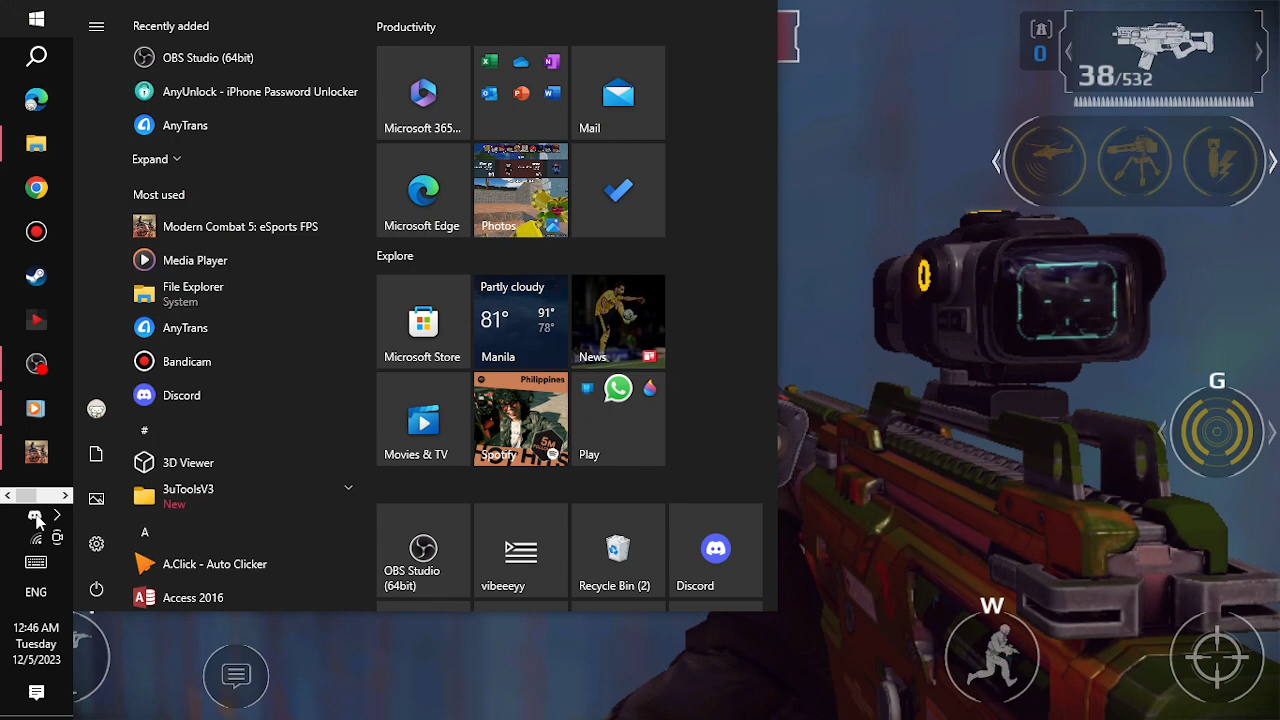 Recently added
OBS Studio (64bit)
AnyUnlock - iPhone Password Unlocker
AnyTrans
Expand
Most used
Modern Combat 5: eSports FPS
Media Player
File Explorer
System
AnyTrans
Bandicam
Discord
#
3D Viewer
3uToolsV3
New
A
A.Click - Auto Clicker
Access 2016
Productivity
Microsoft 365...
Mail
Microsoft Edge
Photos
Explore
Microsoft Store
Partly cloudy
81°
91°
78°
Manila
News
Movies & TV
Philippines
5M
Spotify
Play
OBS Studio
(64bit)
vibeeeyy
Recycle Bin (2)
Discord
ENG
12:46 AM
Tuesday
12/5/2023
0
38/532
G
W